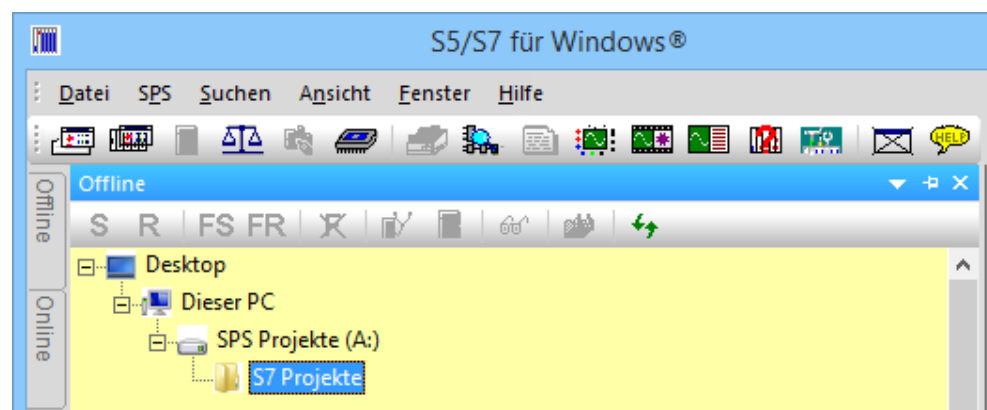 S5/S7 für Windows®
Datei SPS Suchen Ansicht Fenster Hilfe
HELP
Offline
Offline
S R FS FR
Desktop
Online
Dieser PC
SPS Projekte (A:)
S7 Projekte